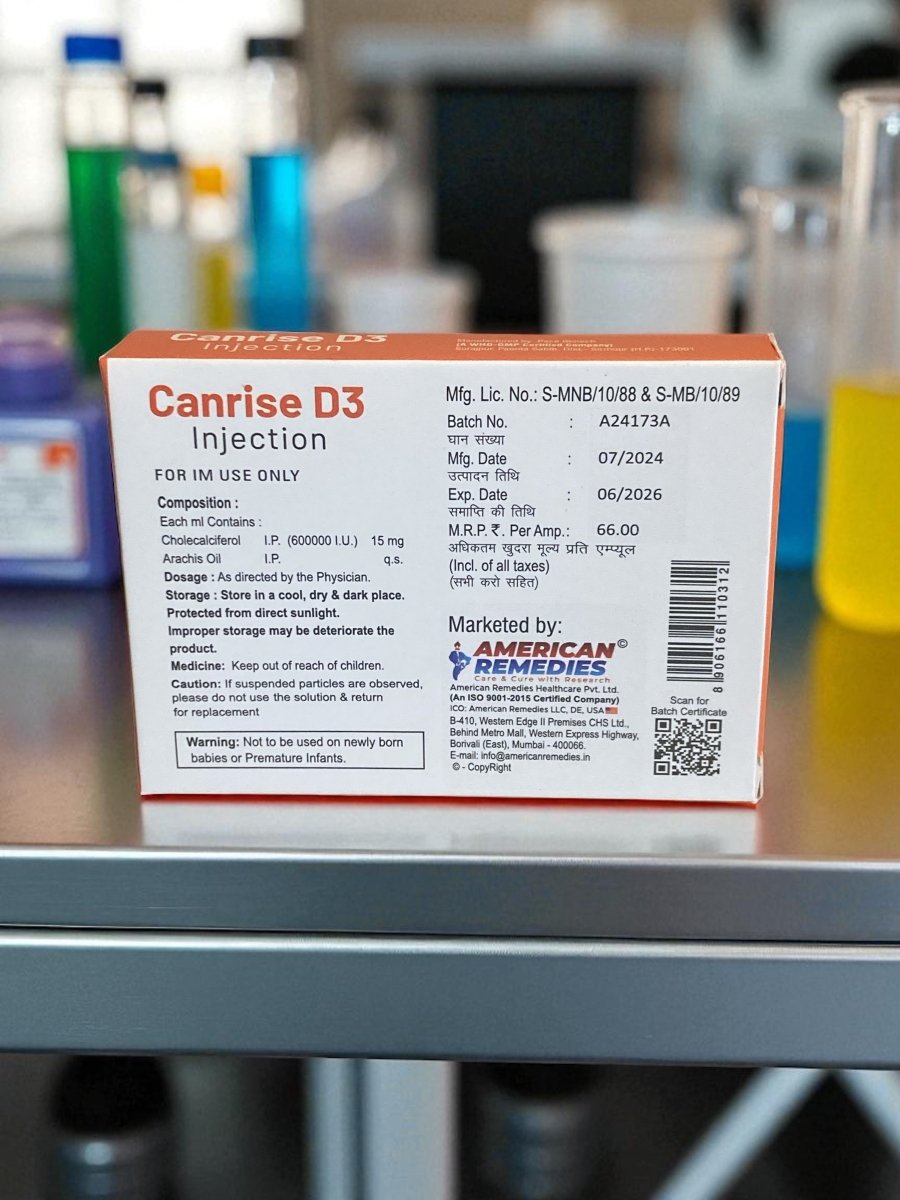 Canrise D3
Injection
Manufactured by
(A WHO-GMP Certified Company)
Canrise D3
Injection
FOR IM USE ONLY
Composition :
Each ml Contains :
Cholecalciferol I.P. (600000 I.U.) 15 mg
Arachis Oil I.P. q.s.
Dosage : As directed by the Physician.
Storage : Store in a cool, dry & dark place.
Protected from direct sunlight.
Improper storage may be deteriorate the
product.
Medicine: Keep out of reach of children.
Caution: If suspended particles are observed,
please do not use the solution & return
for replacement
Warning: Not to be used on newly born
babies or Premature Infants.
Mfg. Lic. No.: S-MNB/10/88 & S-MB/10/89
Batch No. : A24173A
घान संख्या
Mfg. Date : 07/2024
उत्पादन तिथि
Exp. Date : 06/2026
समाप्ति की तिथि
M.R.P. ₹. Per Amp.: 66.00
अधिकतम खुदरा मूल्य प्रति एम्प्यूल
(Incl. of all taxes)
(सभी करो सहित)
Marketed by:
AMERICAN©
REMEDIES
Care & Cure with Research
American Remedies Healthcare Pvt. Ltd.
(An ISO 9001-2015 Certified Company)
ICO: American Remedies LLC, DE, USA
B-410, Western Edge II Premises CHS Ltd.,
Behind Metro Mall, Western Express Highway,
Borivali (East), Mumbai - 400066.
E-mail: info@americanremedies.in
© - CopyRight
8 906166 110312
Scan for
Batch Certificate